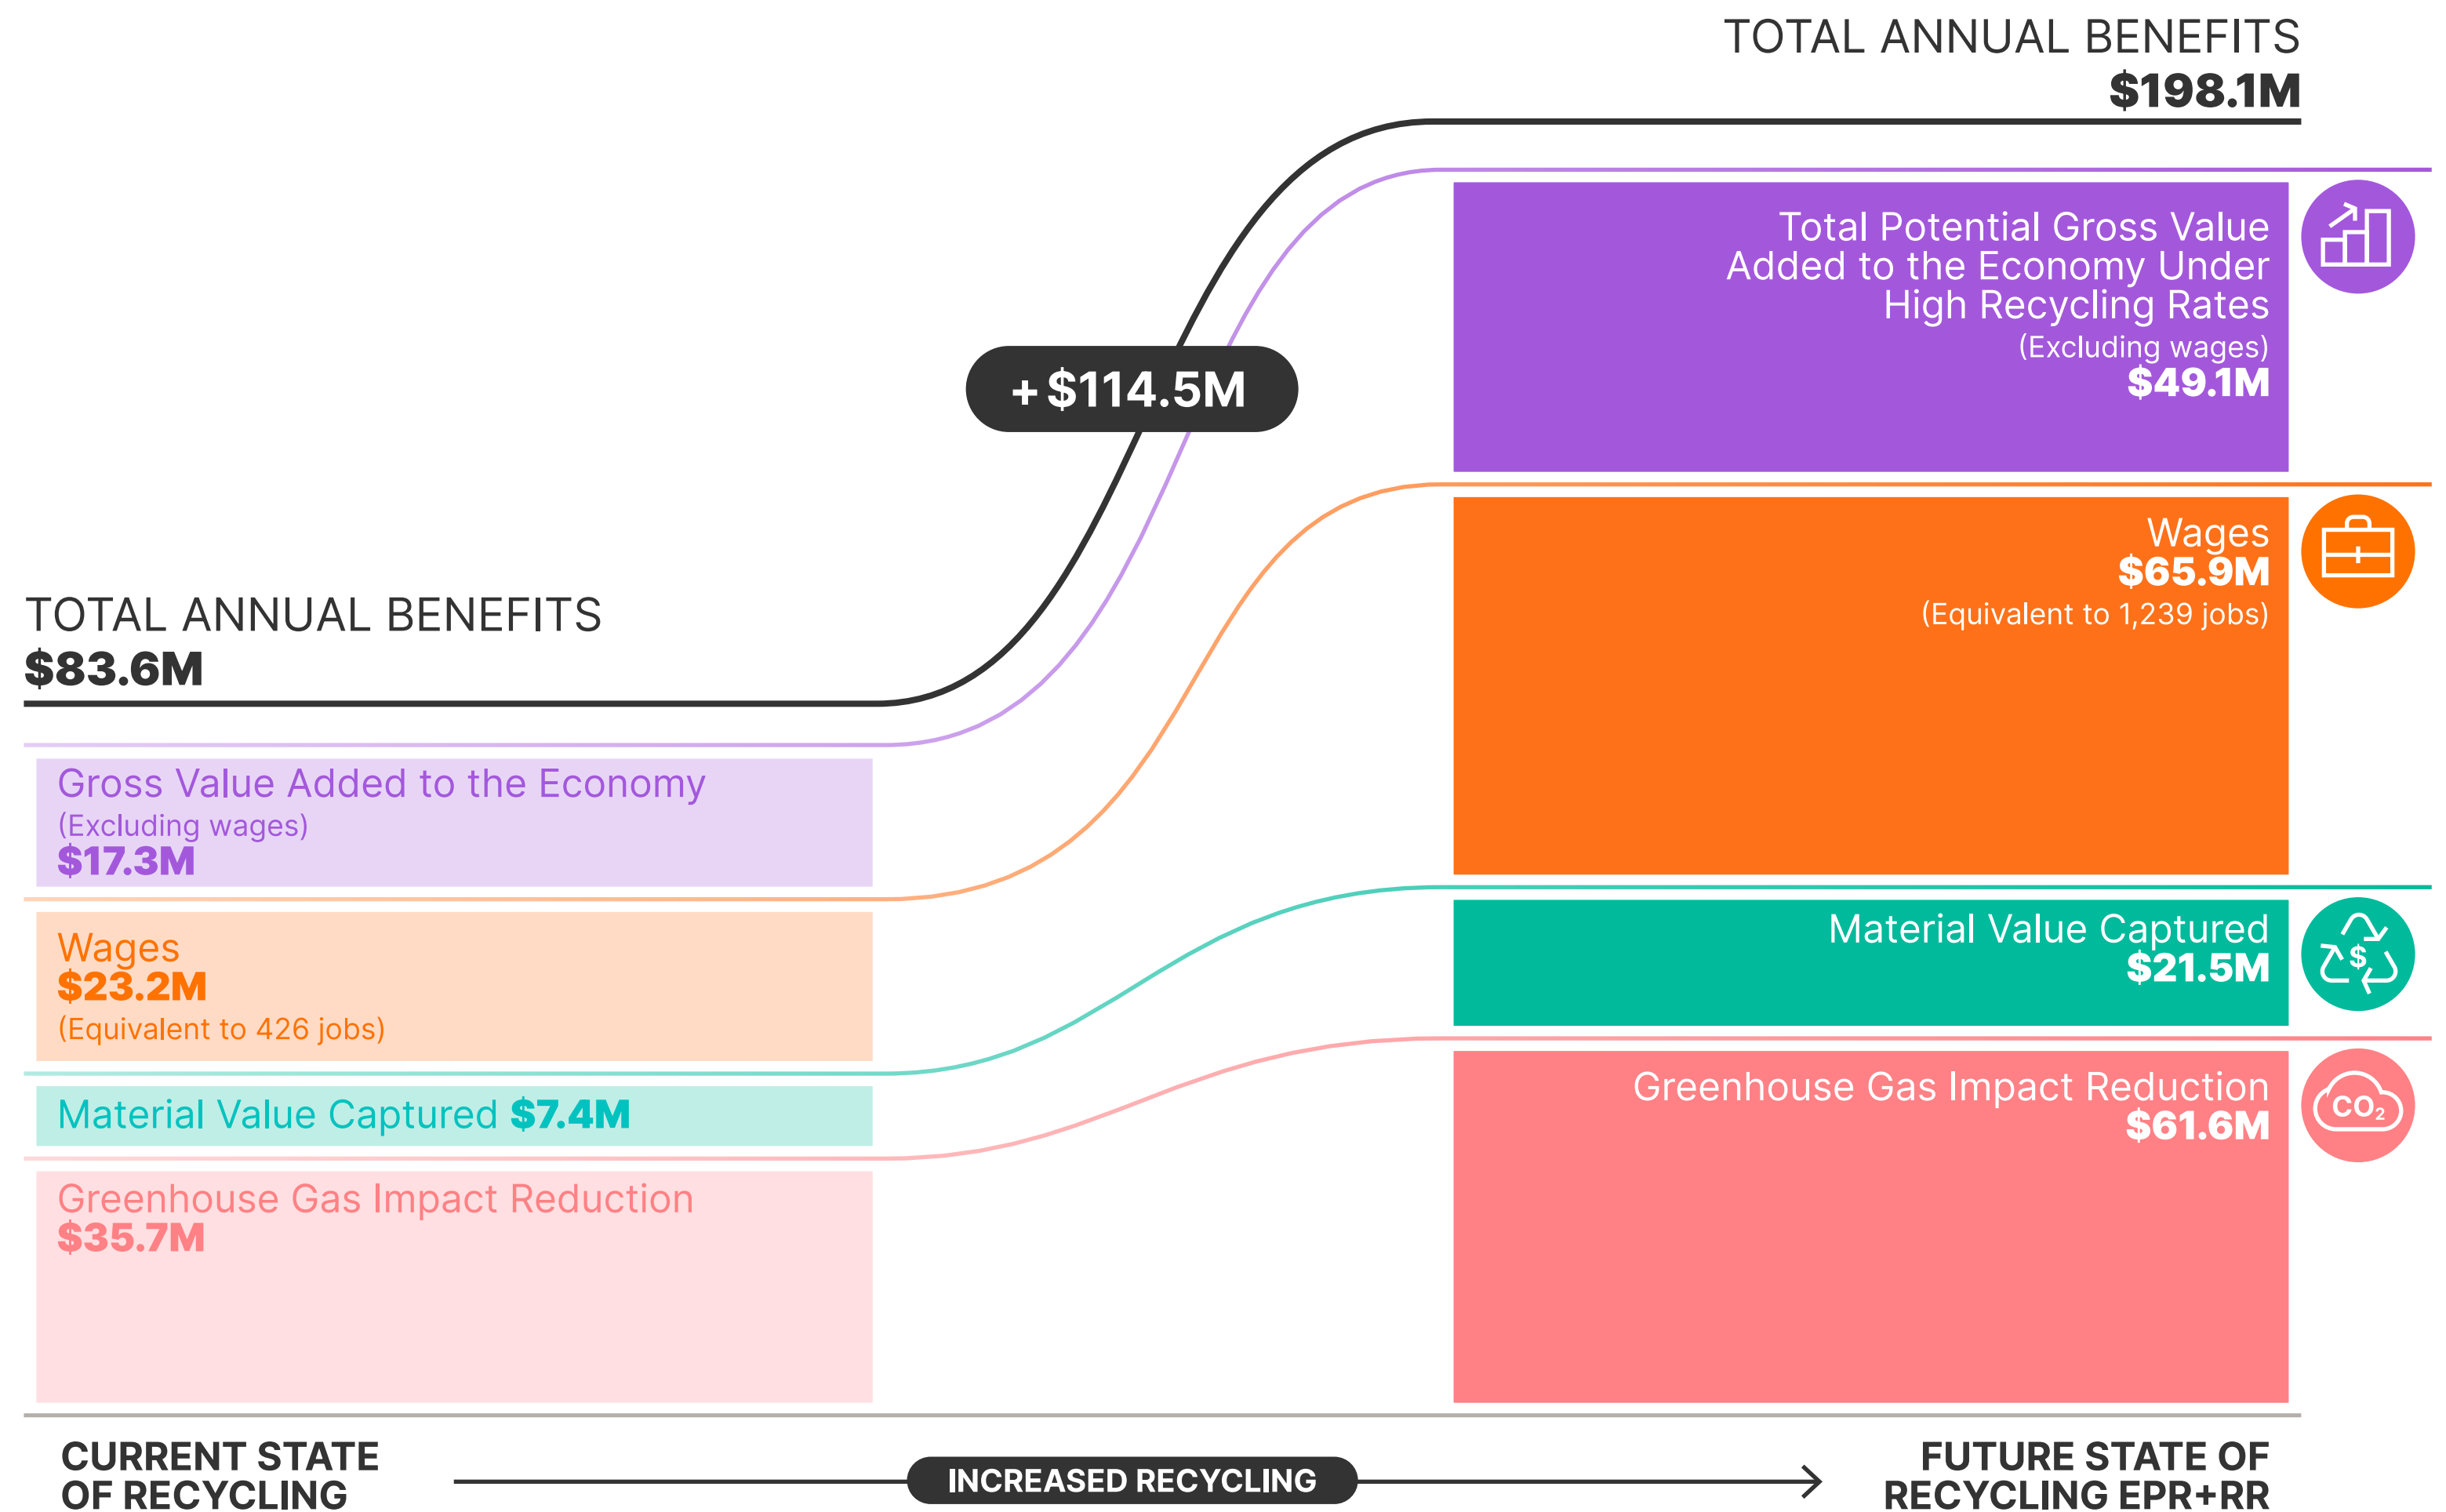 TOTAL ANNUAL BENEFITS
$198.1M
Total Potential Gross Value
Added to the Economy Under
High Recycling Rates
(Excluding wages)
$49.1M
+$114.5M
Wages
$65.9M
(Equivalent to 1,239 jobs)
TOTAL ANNUAL BENEFITS
$83.6M
Gross Value Added to the Economy
(Excluding wages)
$17.3M
Wages
$23.2M
(Equivalent to 426 jobs)
Material Value Captured
$21.5M
$
Material Value Captured $7.4M
Greenhouse Gas Impact Reduction
$61.6M
CO₂
Greenhouse Gas Impact Reduction
$35.7M
CURRENT STATE
OF RECYCLING
INCREASED RECYCLING
FUTURE STATE OF
RECYCLING EPR+RR